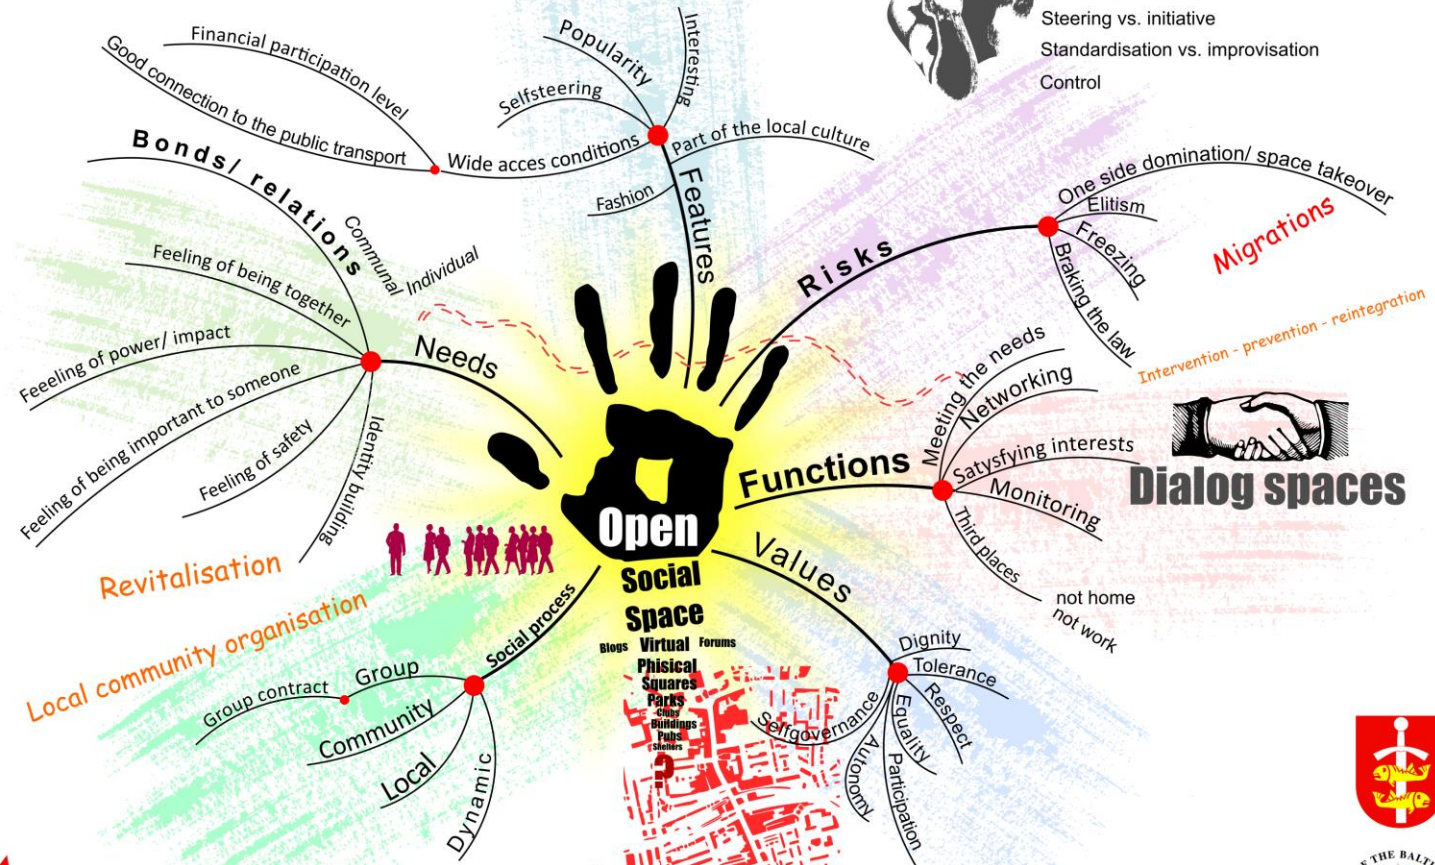 Steering vs. initiative
Standardisation vs. improvisation
Control
Financial participation level
Good connection to the public transport
Wide acces conditions
Selfsteering
Popularity
Interesting
Part of the local culture
Fashion
Features
Bonds/ relations
Communal
Individual
Feeling of being together
Feeeling of power/ impact
Feeling of being important to someone
Feeling of safety
Identity building
Needs
Risks
One side domination/ space takeover
Elitism
Freezing
Braking the law
Migrations
Intervention - prevention - reintegration
Functions
Meeting the needs
Networking
Satysfying interests
Monitoring
Third places
not home
not work
Dialog spaces
Values
Dignity
Tolerance
Respect
Equality
Participation
Autonomy
Selfgovernance
Revitalisation
Local community organisation
Social process
Group
Group contract
Community
Local
Dynamic
Open
Social
Space
Blogs Virtual Forums
Phisical
Squares
Parks
Clubs
Buildings
Pubs
Shelters
?
THE BALT